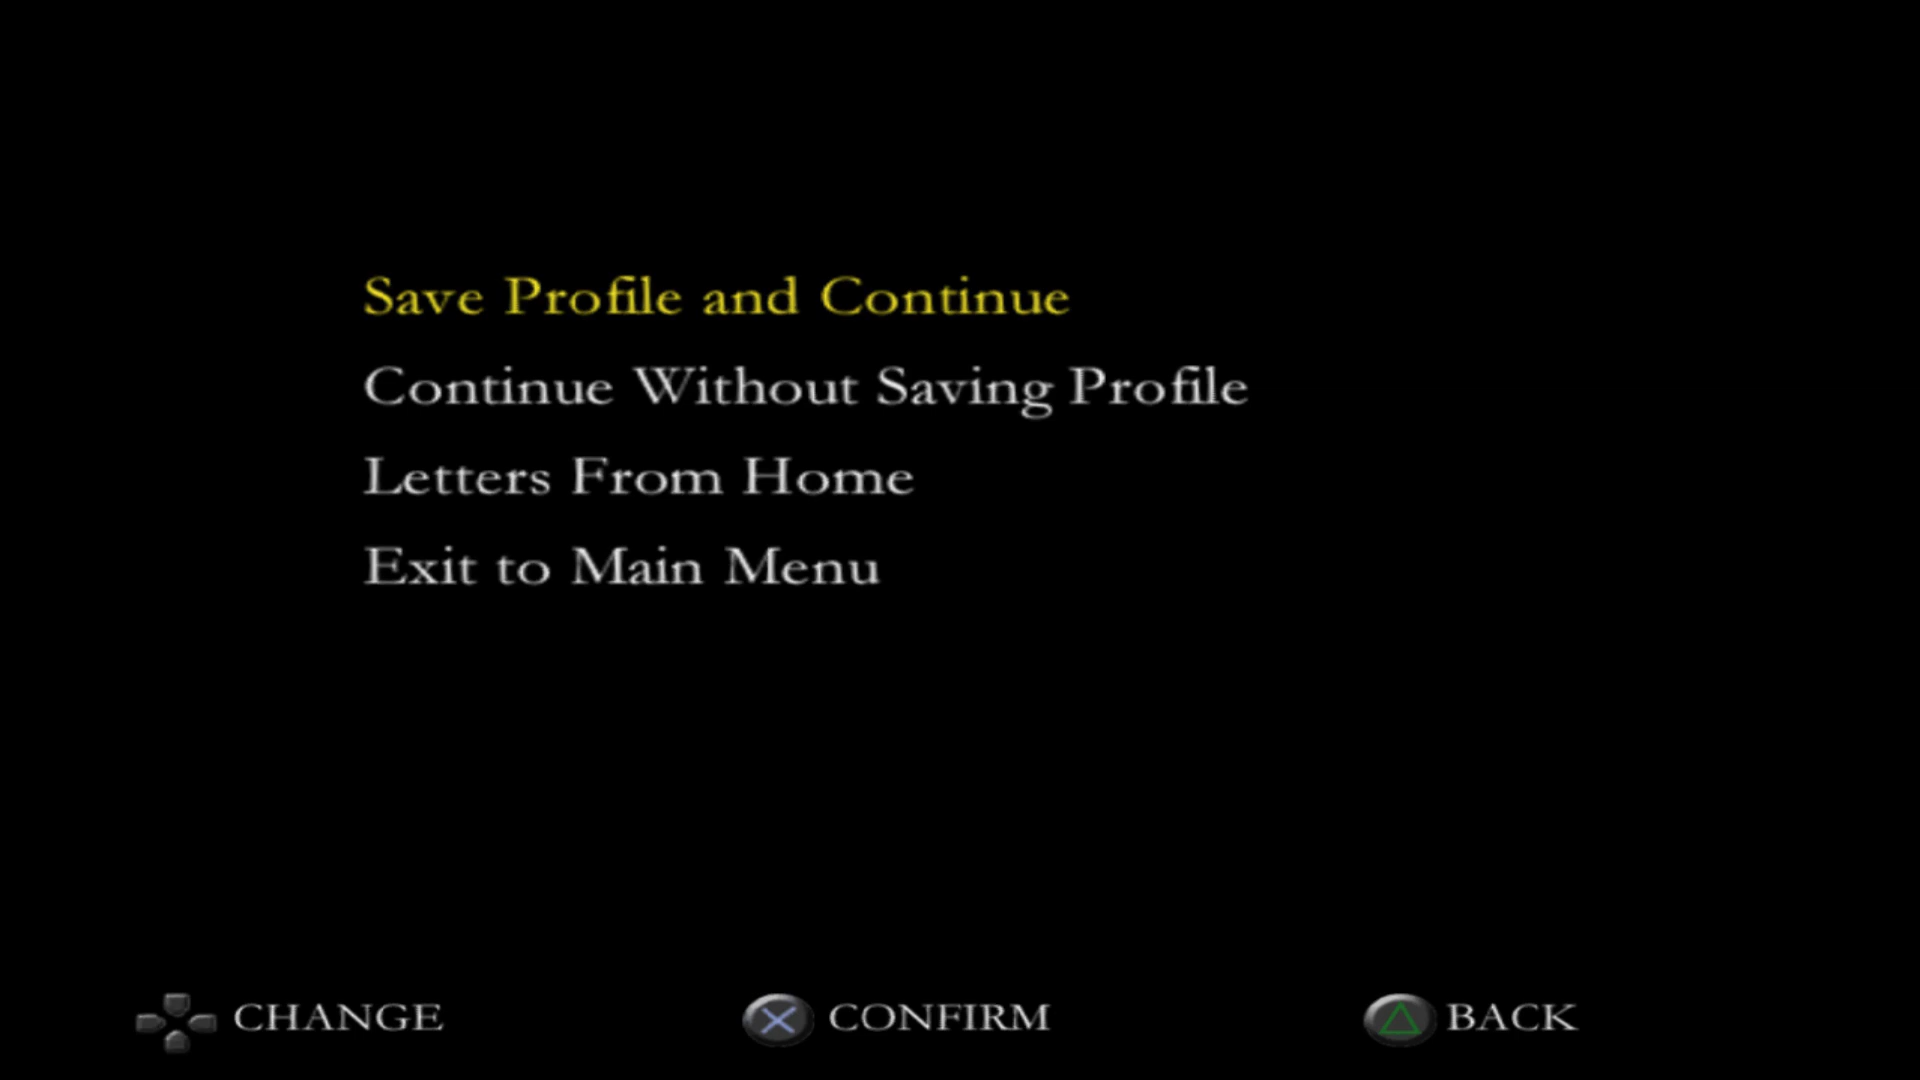 Save Profile and Continue
Continue Without Saving Profile
Letters From Home
Exit to Main Menu
CHANGE CONFIRM BACK